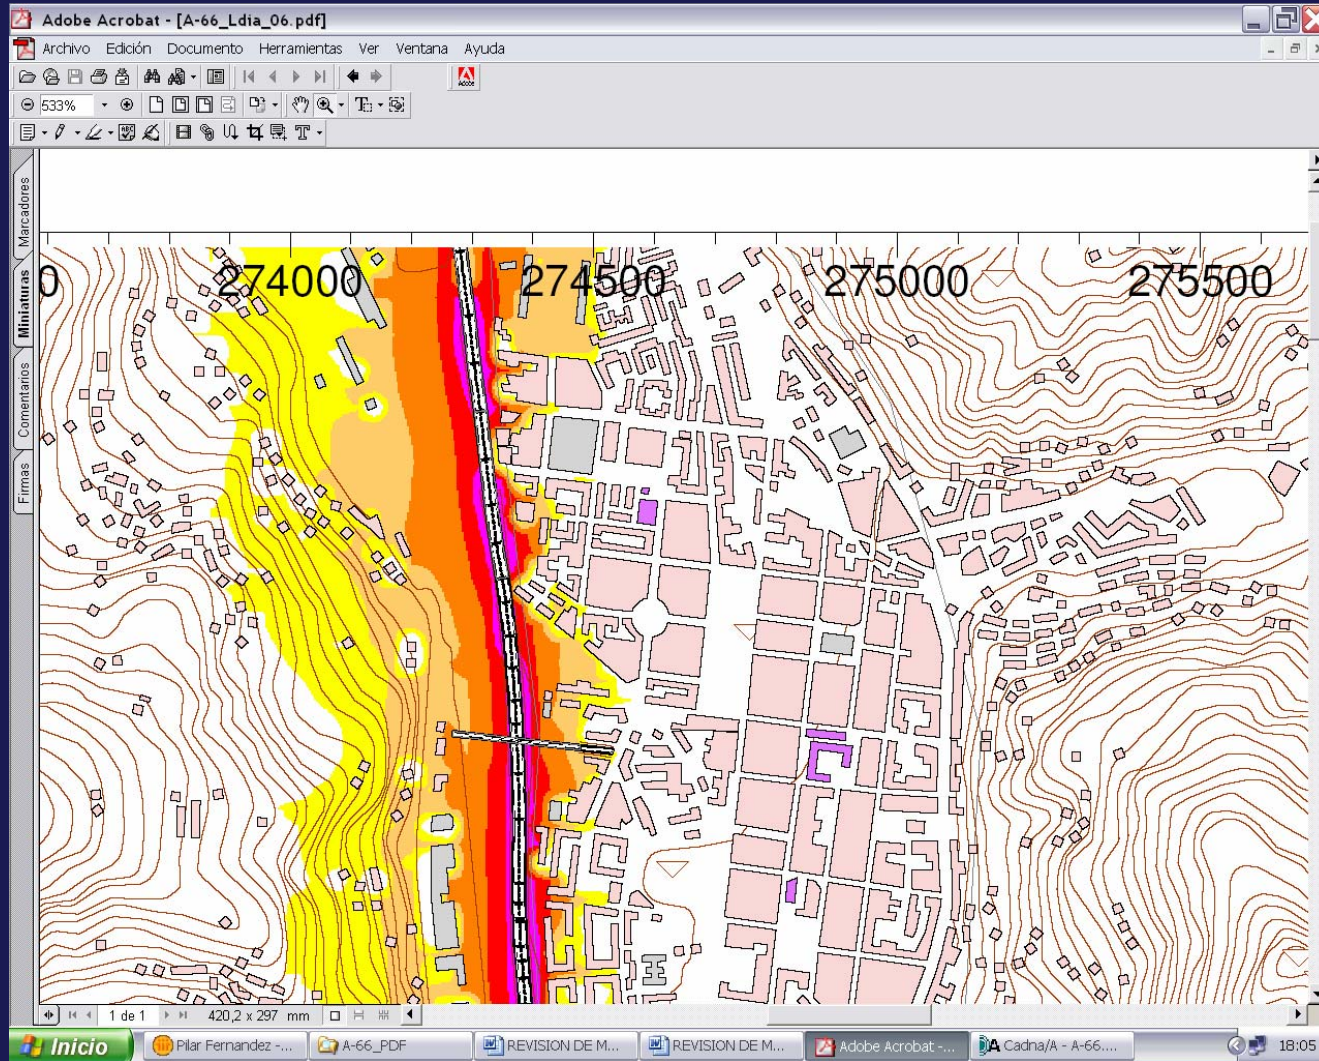 Adobe Acrobat - [A-66_Ldia_06.pdf]
Archivo Edición Documento Herramientas Ver Ventana Ayuda
Adobe
533%
Marcadores
Miniaturas
Comentarios
Firmas
0 274000 274500 275000 275500
1 de 1 420,2 x 297 mm
Inicio Pilar Fernandez -... A-66_PDF REVISION DE M... REVISION DE M... Adobe Acrobat -... Cadna/A - A-66.... 18:05